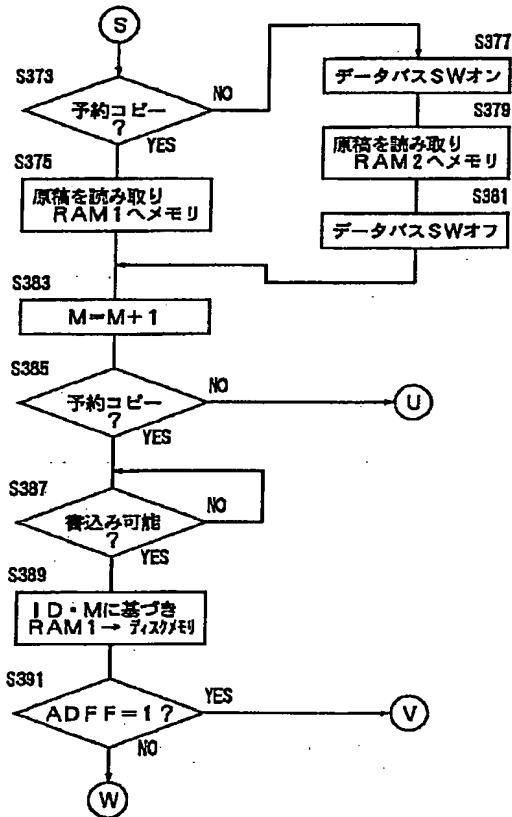 S
S373
予約コピー
?
NO
YES
S377
データバスSWオン
S379
原稿を読み取り
RAM2へメモリ
S381
データバスSWオフ
S375
原稿を読み取り
RAM1へメモリ
S383
M=M+1
S385
予約コピー
?
NO
YES
U
S387
書込み可能
?
NO
YES
S389
ID・Mに基づき
RAM1→ディスクメモリ
S391
ADFF=1?
YES
NO
V
W